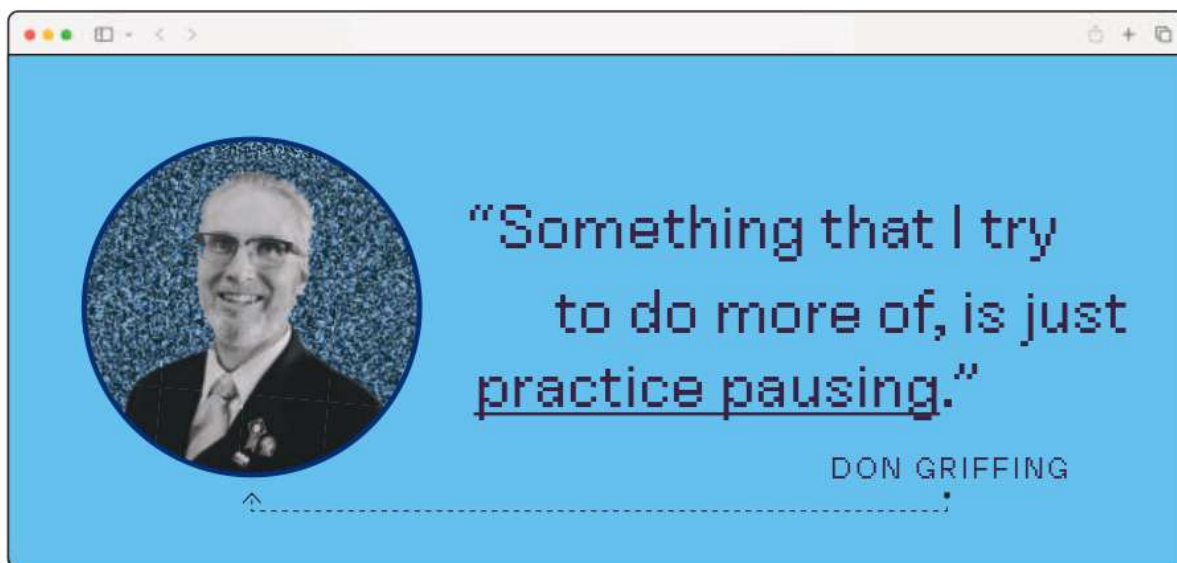 “Something that I try
to do more of, is just
practice pausing.”
DON GRIFFING